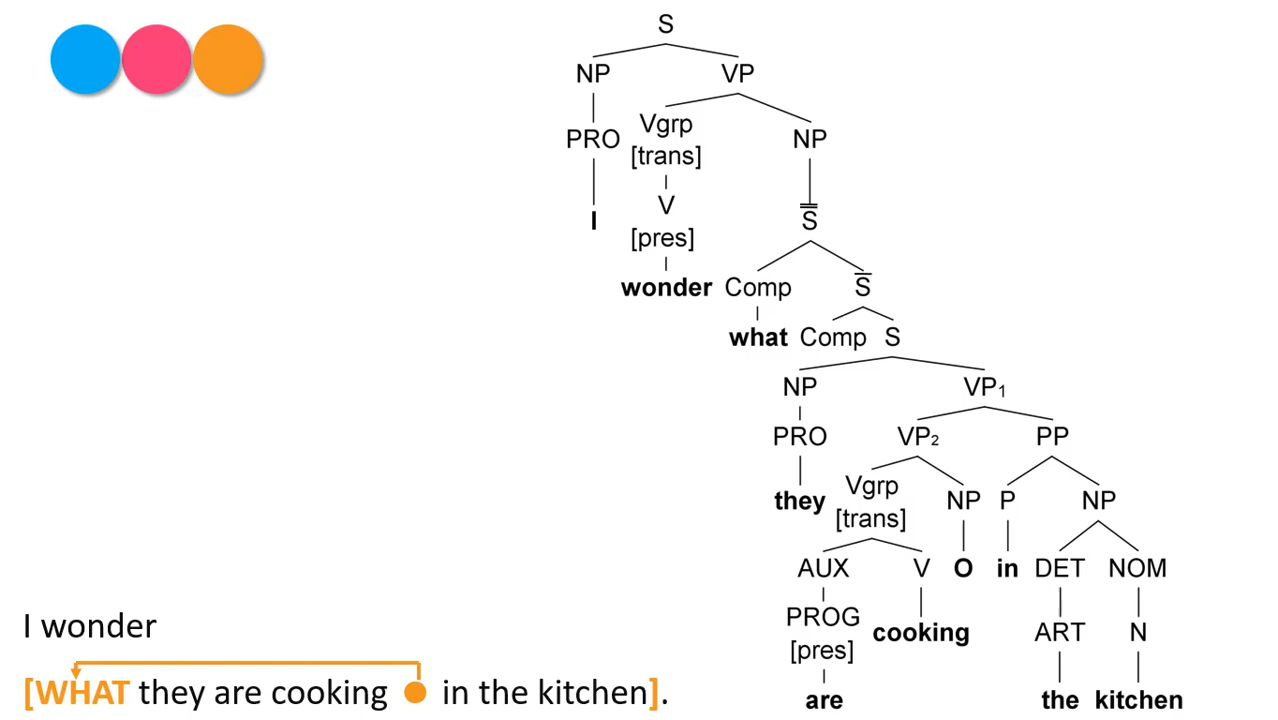 S
NP VP
Vgrp
[trans]
PRO NP
V
I S
[pres]
wonder Comp S
what Comp S
NP VP1
PRO VP2 PP
Vgrp
they NP P NP
[trans]
AUX V O in DET NOM
PROG
cooking ART N
[pres]
are the kitchen
I wonder
[WHAT they are cooking in the kitchen].